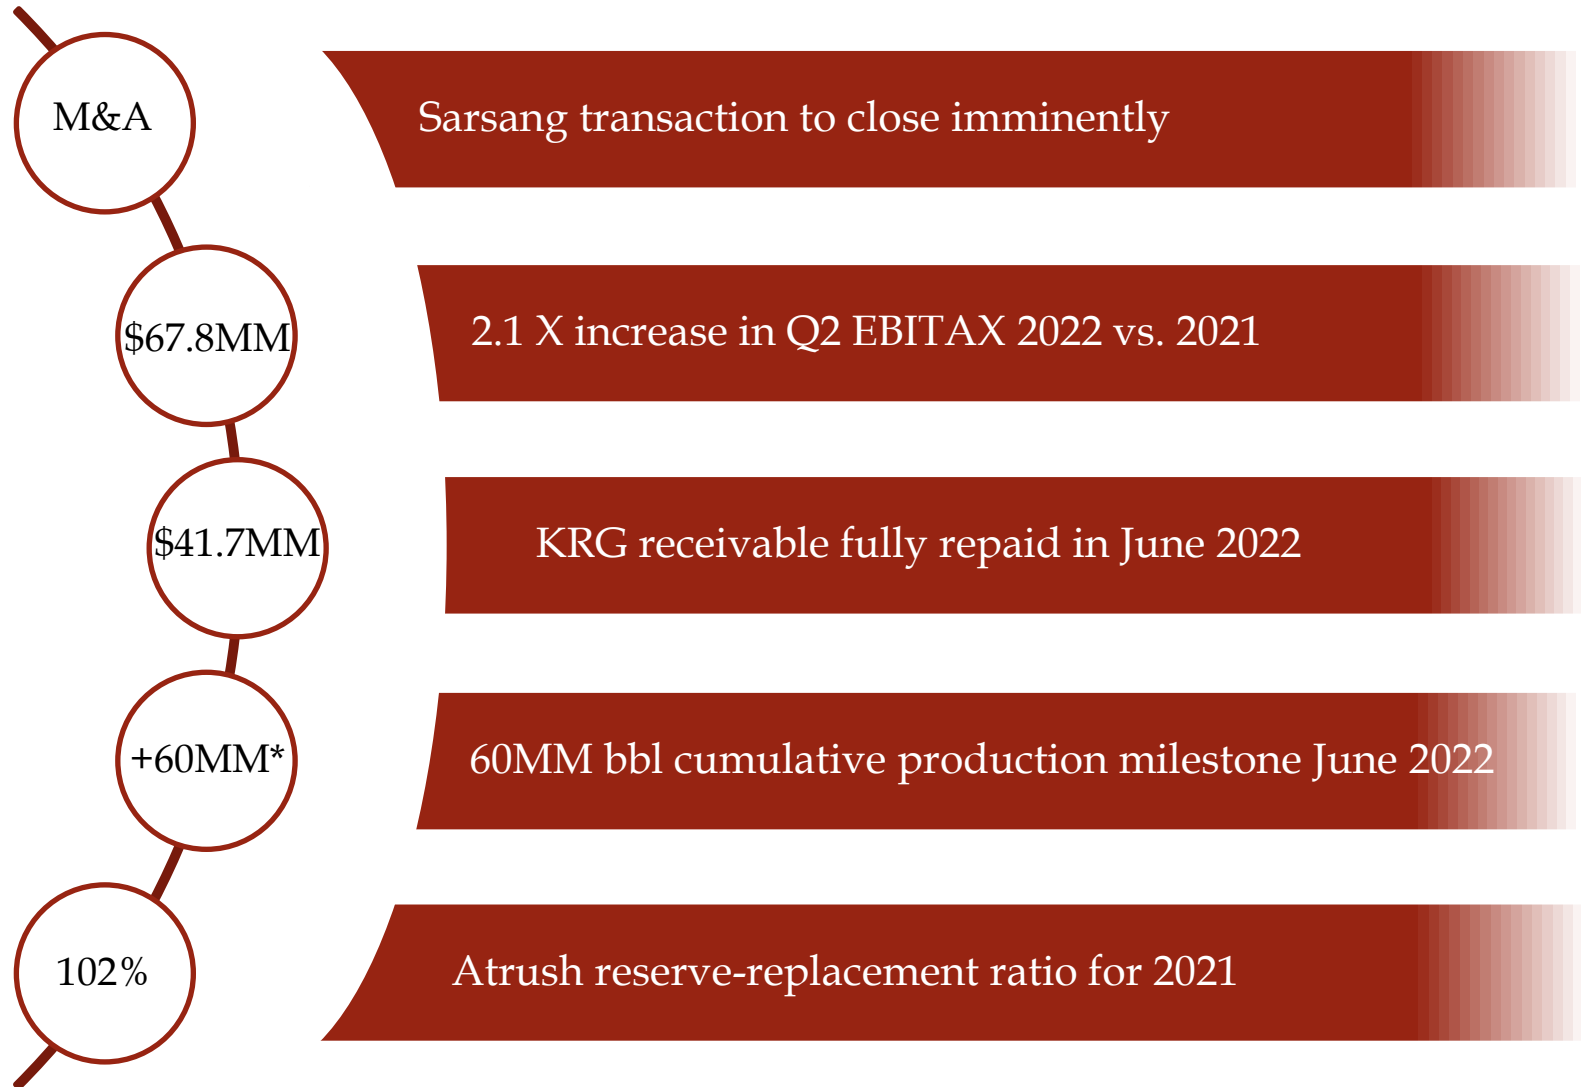 M&A
Sarsang transaction to close imminently
$67.8MM
2.1 X increase in Q2 EBITAX 2022 vs. 2021
$41.7MM
KRG receivable fully repaid in June 2022
+60MM*
60MM bbl cumulative production milestone June 2022
102%
Atrush reserve-replacement ratio for 2021